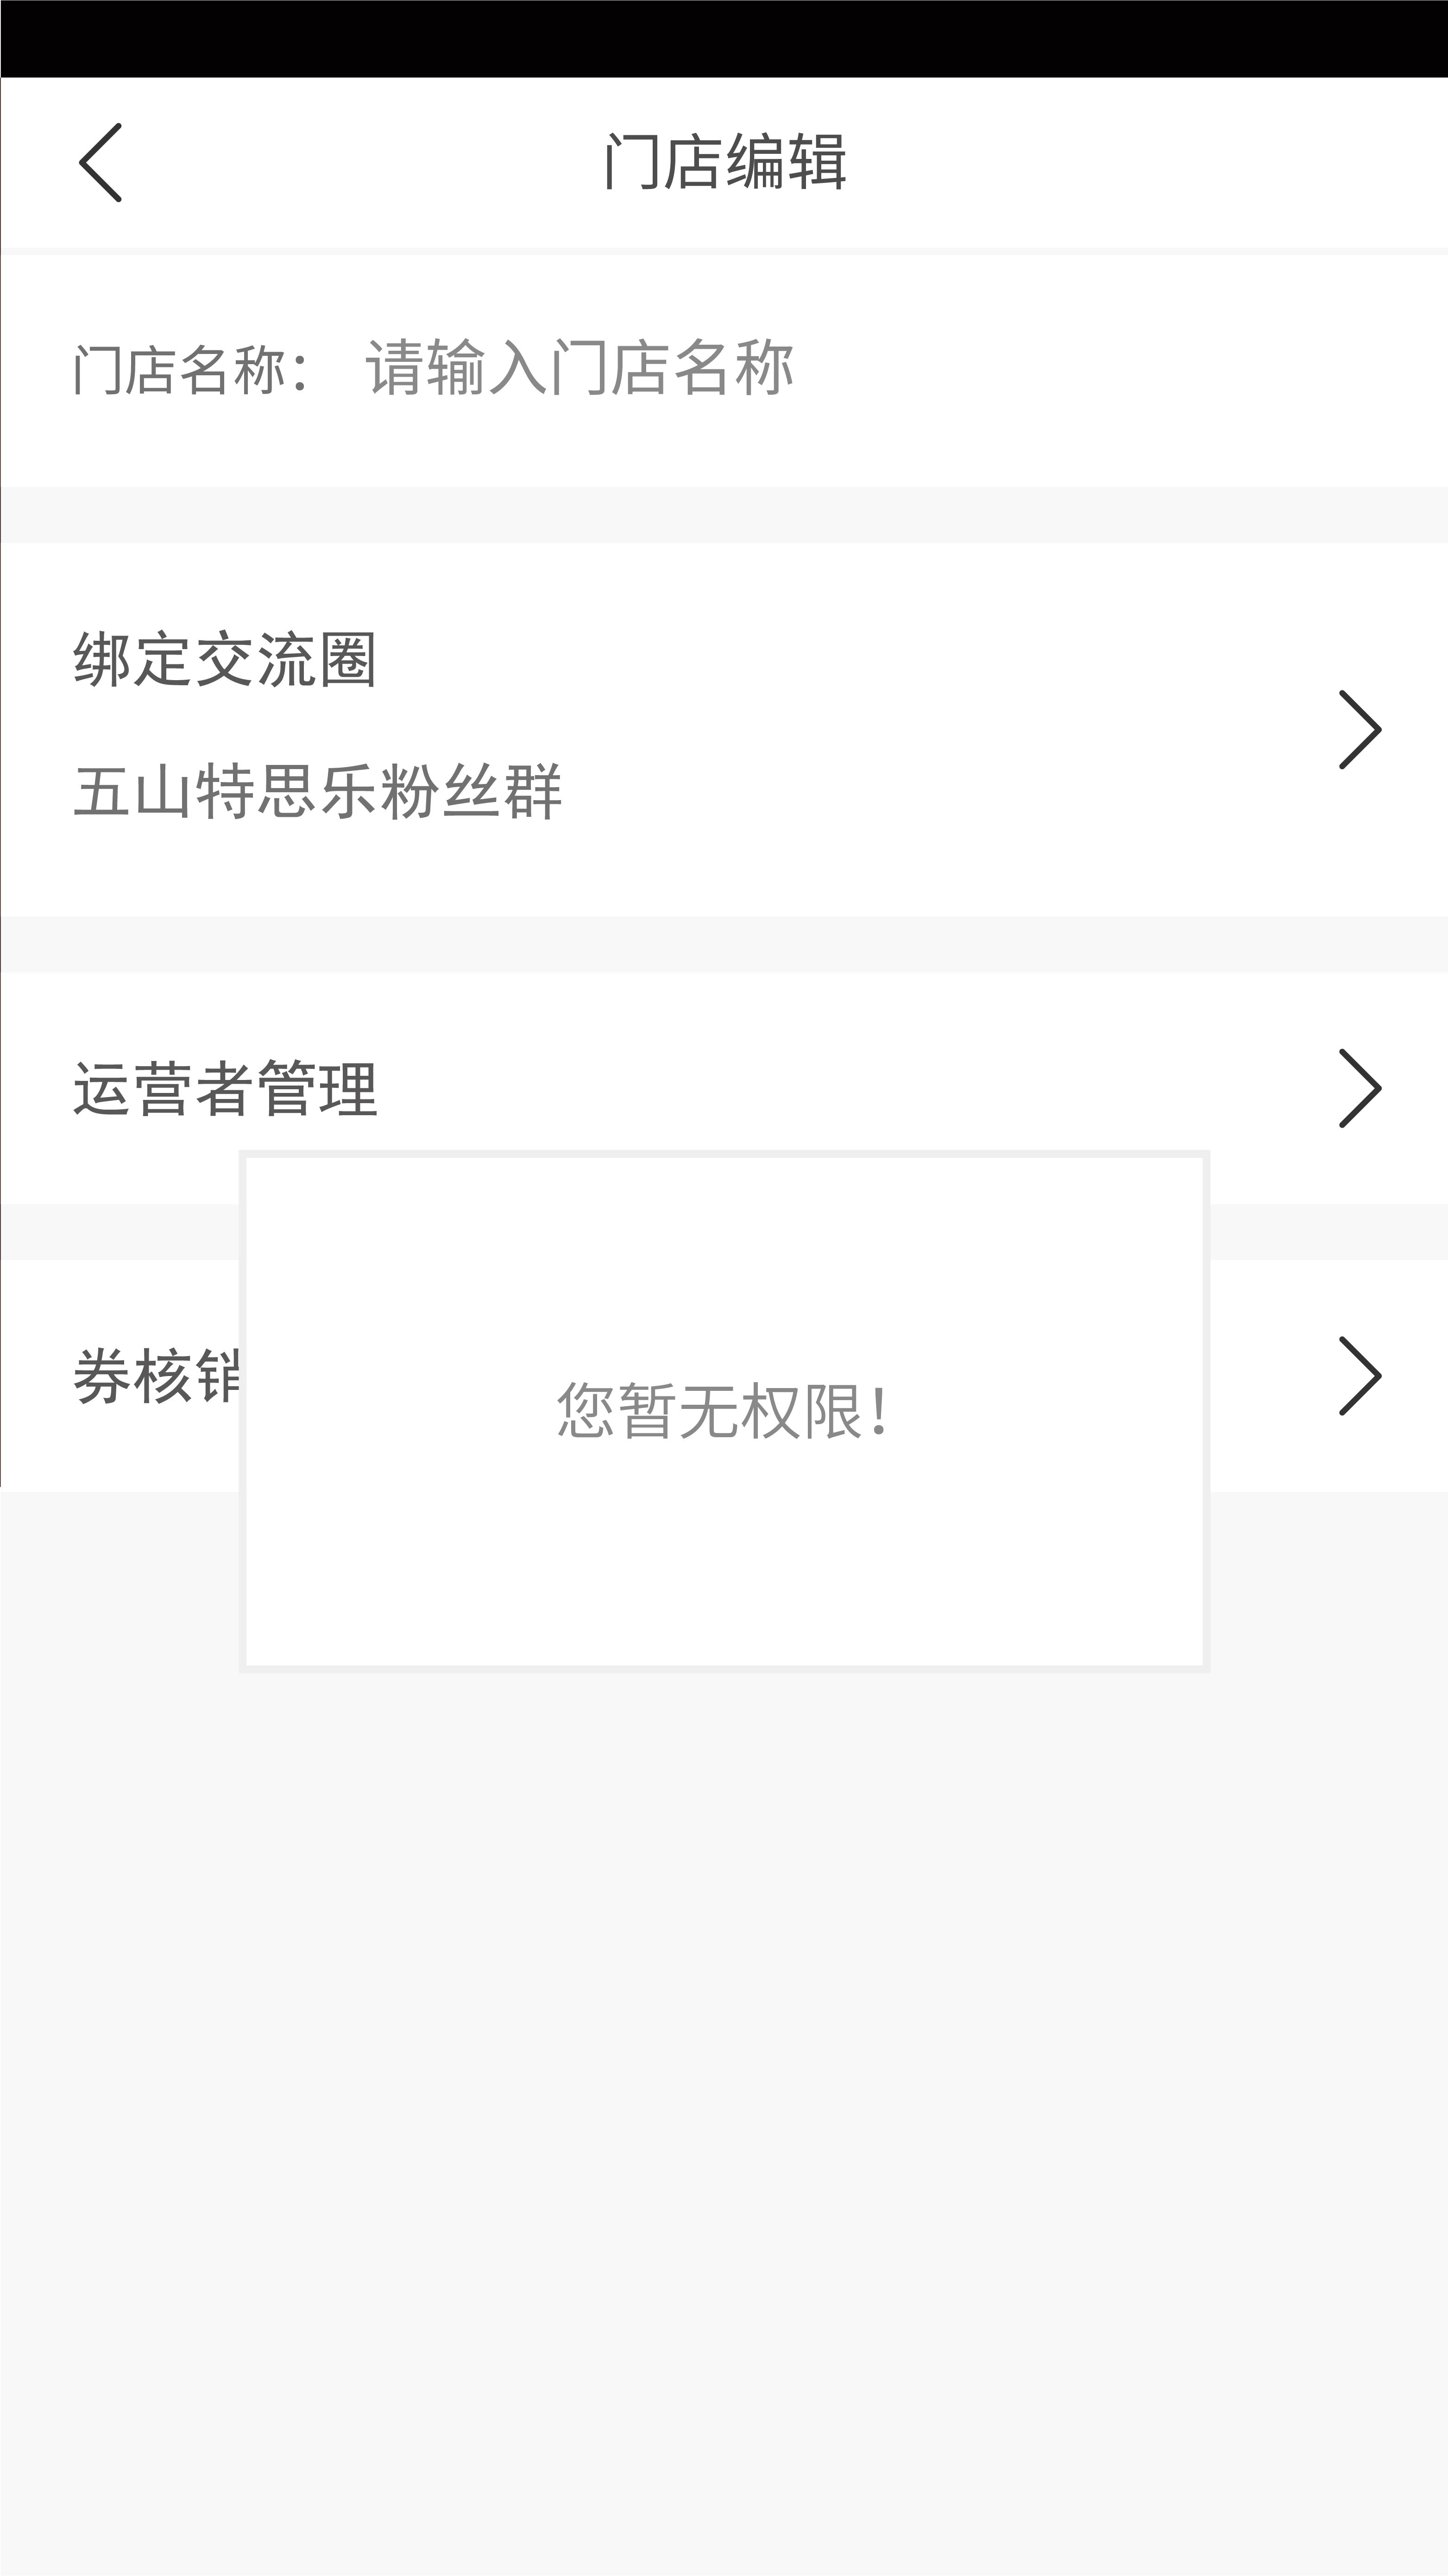 门店编辑
门店名称： 请输入门店名称
绑定交流圈
五山特思乐粉丝群
运营者管理
券核销
您暂无权限！